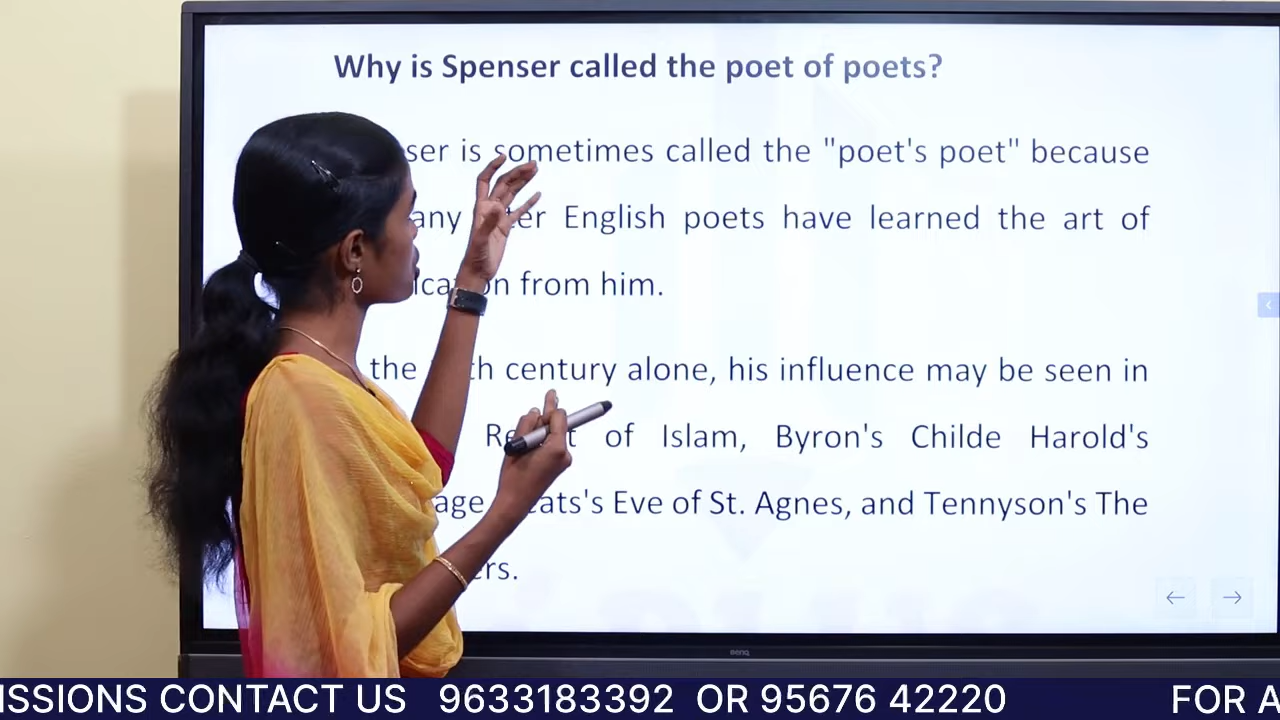 Why is Spenser called the poet of poets?
ser is sometimes called the "poet's poet" because
any English poets have learned the art of
from him.
the century alone, his influence may be seen in
of Islam, Byron's Childe Harold's
Eve of St. Agnes, and Tennyson's The
ers.
BenQ
ISSIONS CONTACT US 9633183392 OR 95676 42220 FOR A